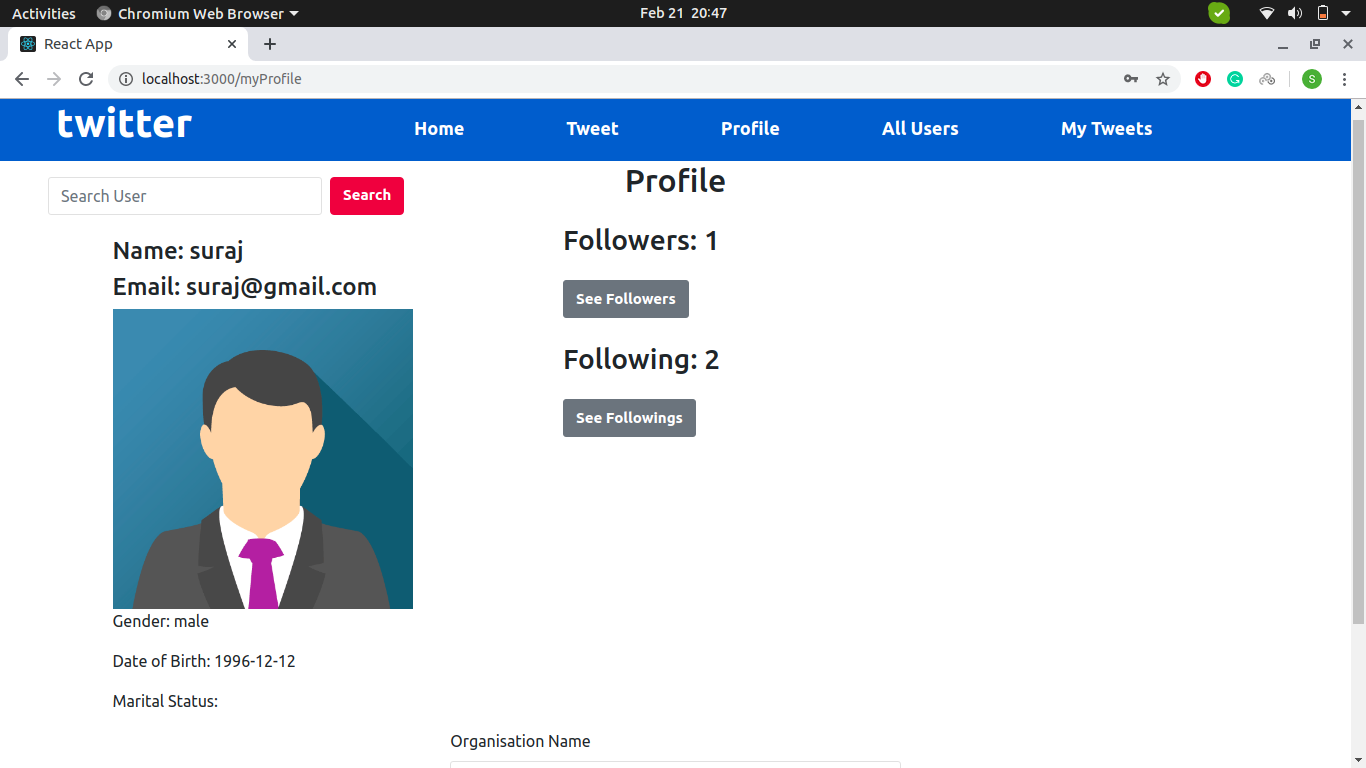 Activities Chromium Web Browser Feb 21 20:47
React App
localhost:3000/myProfile S
twitter Home Tweet Profile All Users My Tweets
Profile
Search User Search
Followers: 1
Name: suraj
Email: suraj@gmail.com
See Followers
Following: 2
See Followings
Gender: male
Date of Birth: 1996-12-12
Marital Status:
Organisation Name